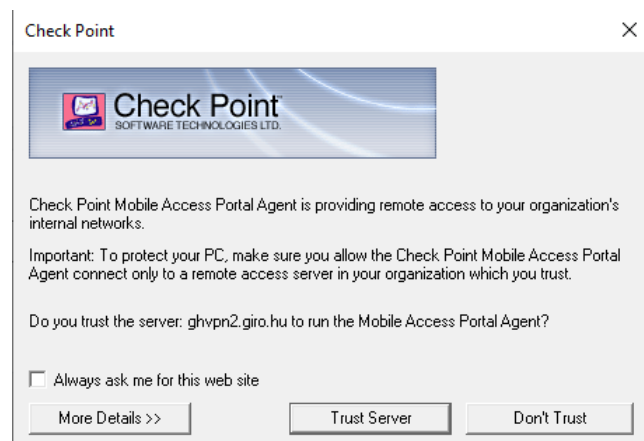 Check Point
Check Point
SOFTWARE TECHNOLOGIES LTD.
Check Point Mobile Access Portal Agent is providing remote access to your organization's
internal networks.
Important: To protect your PC, make sure you allow the Check Point Mobile Access Portal
Agent connect only to a remote access server in your organization which you trust.
Do you trust the server: ghvpn2.giro.hu to run the Mobile Access Portal Agent?
Always ask me for this web site
More Details >> Trust Server Don't Trust